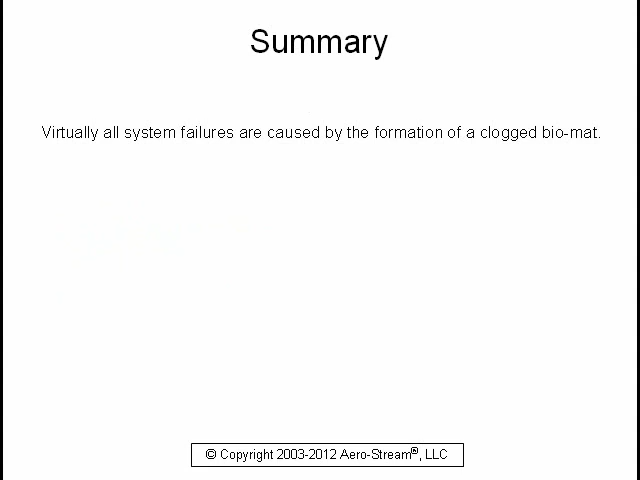 Summary
Virtually all system failures are caused by the formation of a clogged bio-mat.
© Copyright 2003-2012 Aero-Stream®, LLC